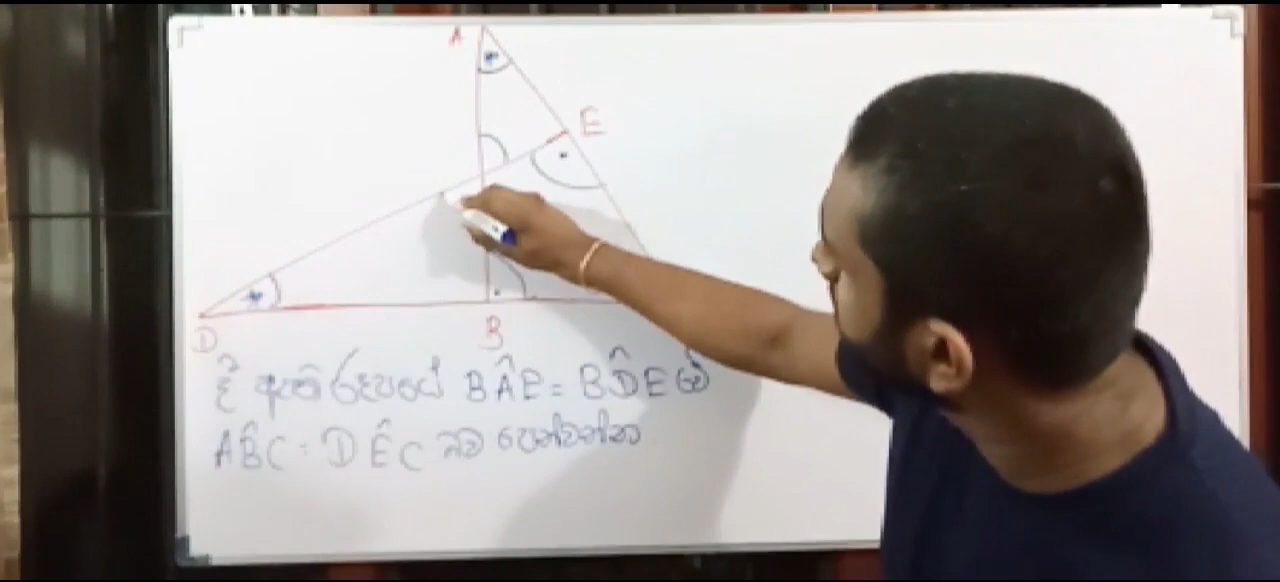 A
E
D
B
දී ඇති රූපයේ BÂE = BD̂E වේ
AB̂C = DÊC බව පෙන්වන්න